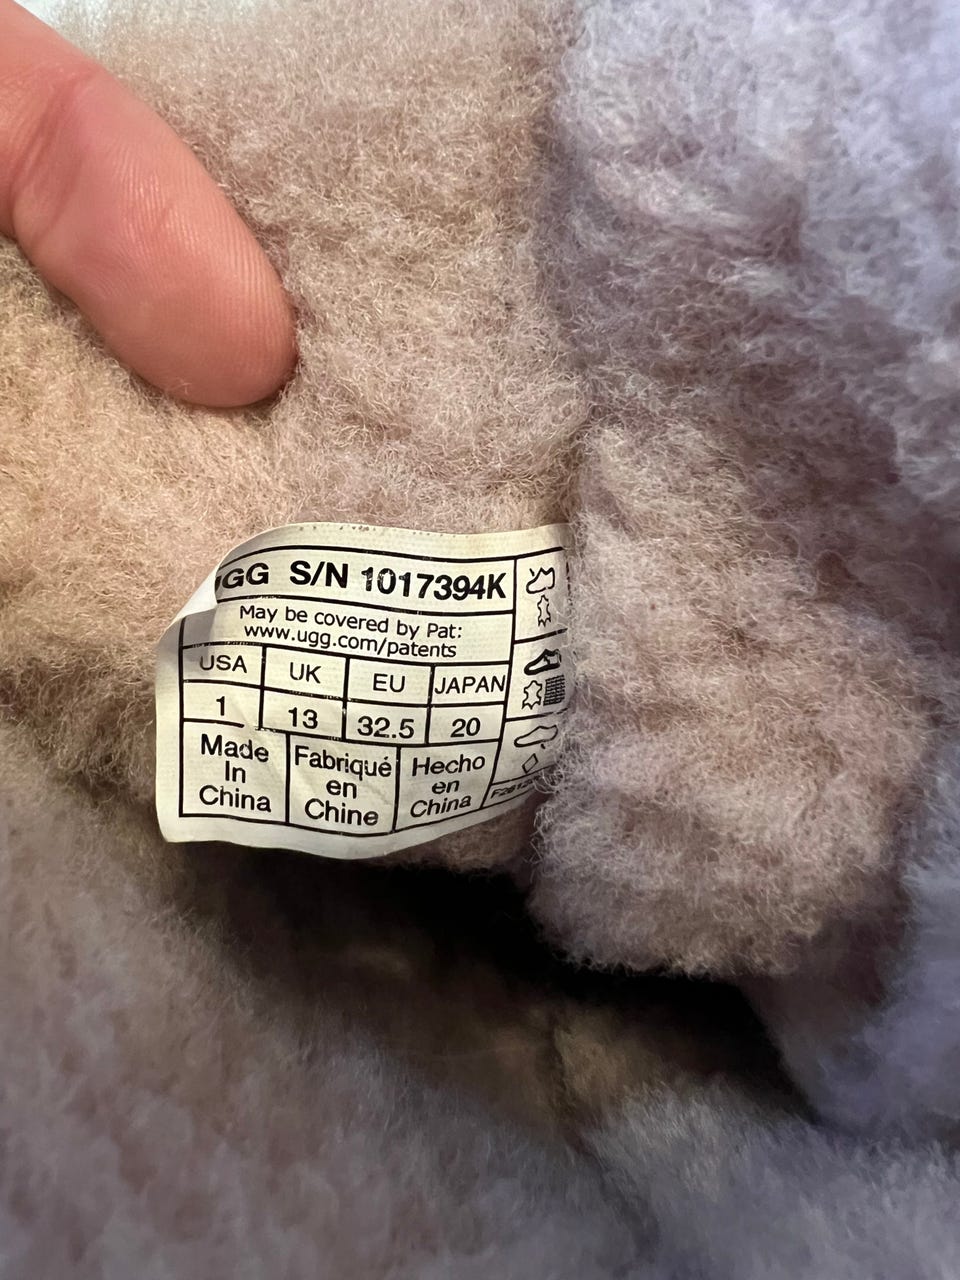 UGG S/N 1017394K
May be covered by Pat:
www.ugg.com/patents
USA UK EU JAPAN
1 13 32.5 20
Made In China
Fabriqué en Chine
Hecho en China